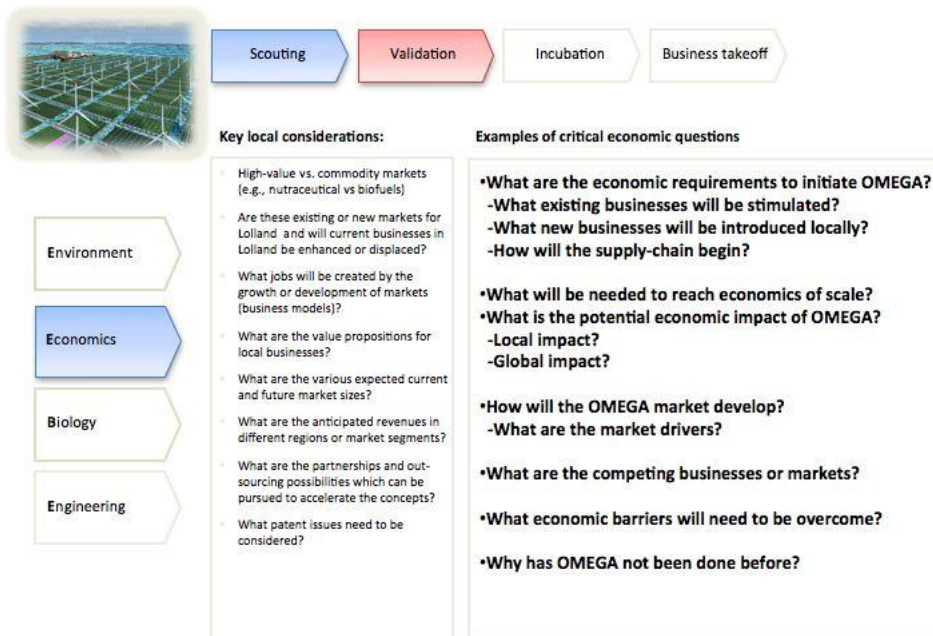 Scouting
Validation
Incubation
Business takeoff
Key local considerations:
Examples of critical economic questions
Environment
Economics
Biology
Engineering
High-value vs. commodity markets
(e.g., nutraceutical vs biofuels)
Are these existing or new markets for
Lolland and will current businesses in
Lolland be enhanced or displaced?
What jobs will be created by the
growth or development of markets
(business models)?
What are the value propositions for
local businesses?
What are the various expected current
and future market sizes?
What are the anticipated revenues in
different regions or market segments?
What are the partnerships and out-
sourcing possibilities which can be
pursued to accelerate the concepts?
What patent issues need to be
considered?
•What are the economic requirements to initiate OMEGA?
-What existing businesses will be stimulated?
-What new businesses will be introduced locally?
-How will the supply-chain begin?
•What will be needed to reach economics of scale?
•What is the potential economic impact of OMEGA?
-Local impact?
-Global impact?
•How will the OMEGA market develop?
-What are the market drivers?
•What are the competing businesses or markets?
•What economic barriers will need to be overcome?
•Why has OMEGA not been done before?